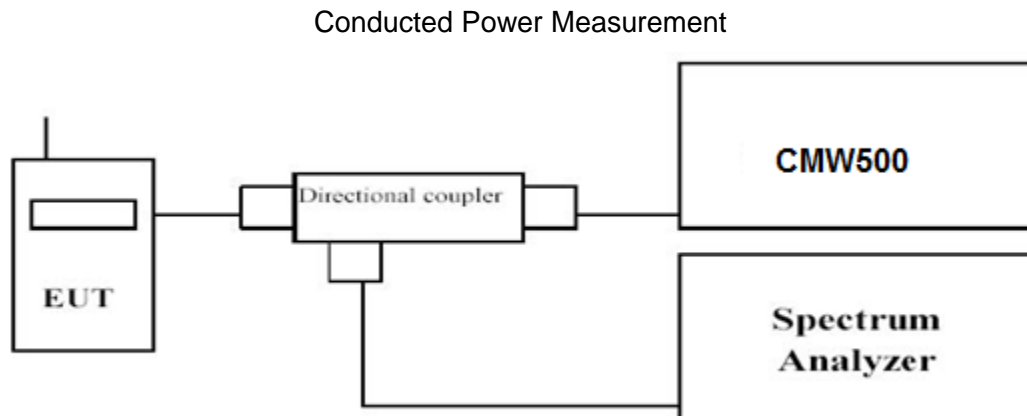 Conducted Power Measurement
CMW500
Directional coupler
EUT
Spectrum
Analyzer